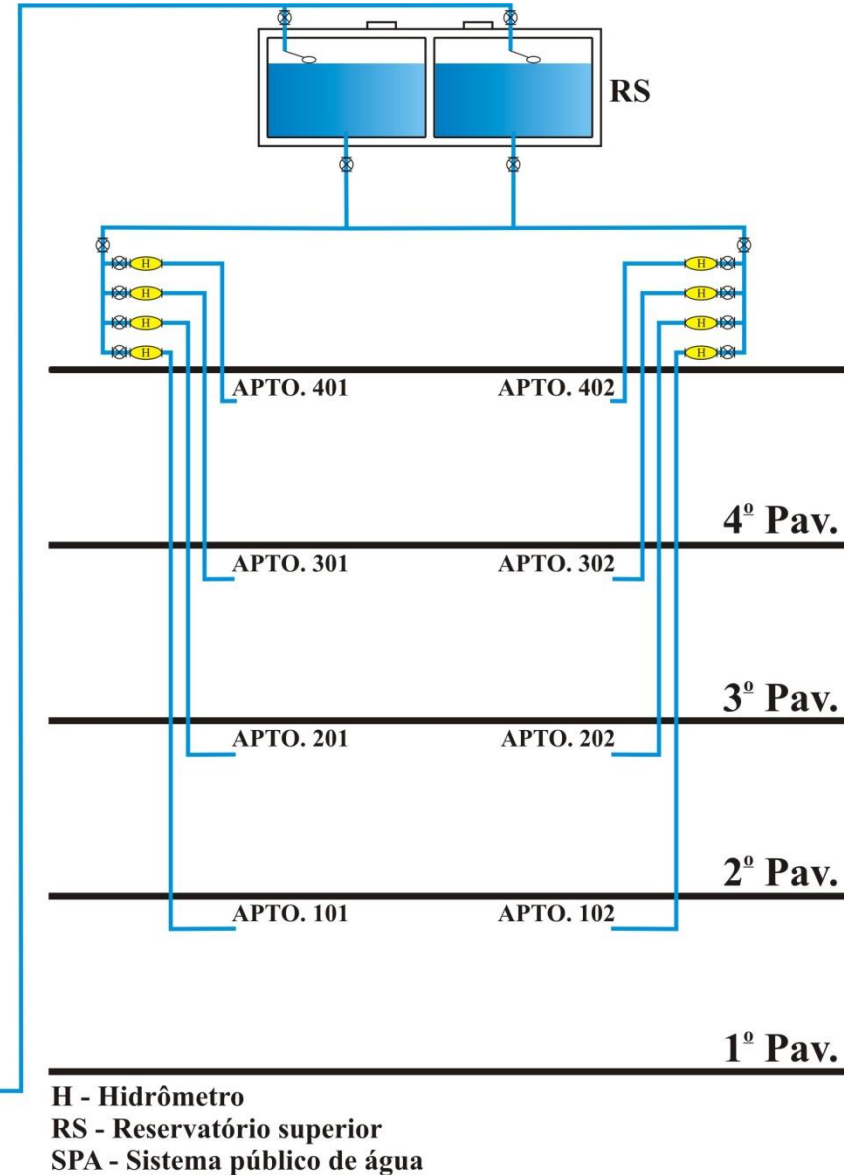 RS
H H
H H
H H
H H
APTO. 401 APTO. 402
4º Pav.
APTO. 301 APTO. 302
3º Pav.
APTO. 201 APTO. 202
2º Pav.
APTO. 101 APTO. 102
1º Pav.
H - Hidrômetro
RS - Reservatório superior
SPA - Sistema público de água